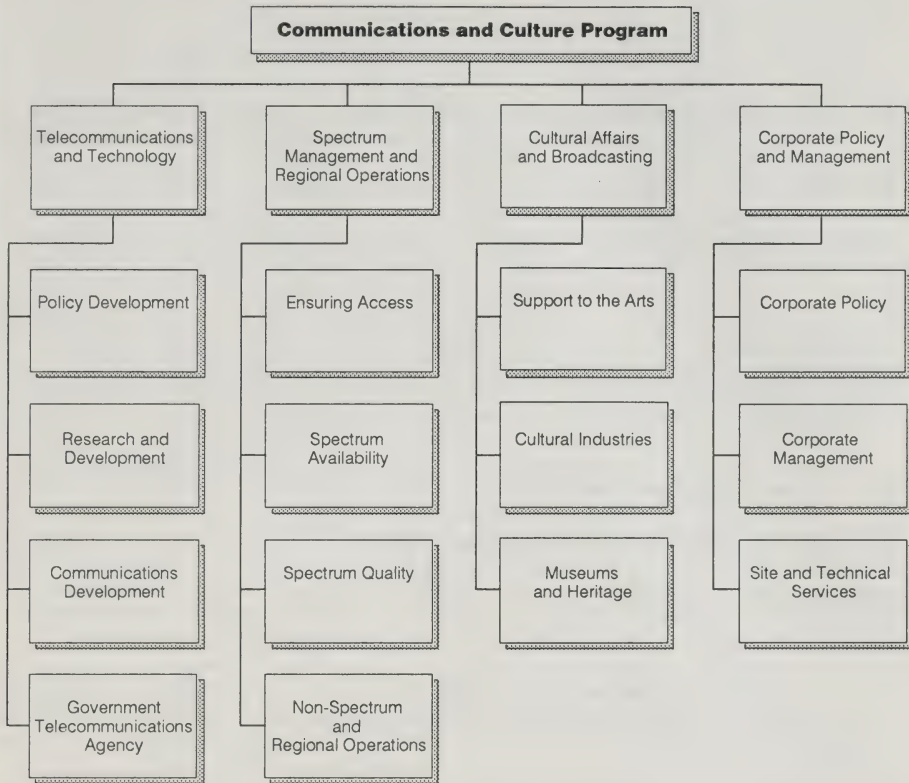 Communications and Culture Program
Telecommunications
and Technology
Spectrum
Management and
Regional Operations
Cultural Affairs
and Broadcasting
Corporate Policy
and Management
Policy Development
Ensuring Access
Support to the Arts
Corporate Policy
Research and
Development
Spectrum
Availability
Cultural Industries
Corporate
Management
Communications
Development
Spectrum Quality
Museums
and Heritage
Site and Technical
Services
Government
Telecommunications
Agency
Non-Spectrum
and
Regional Operations